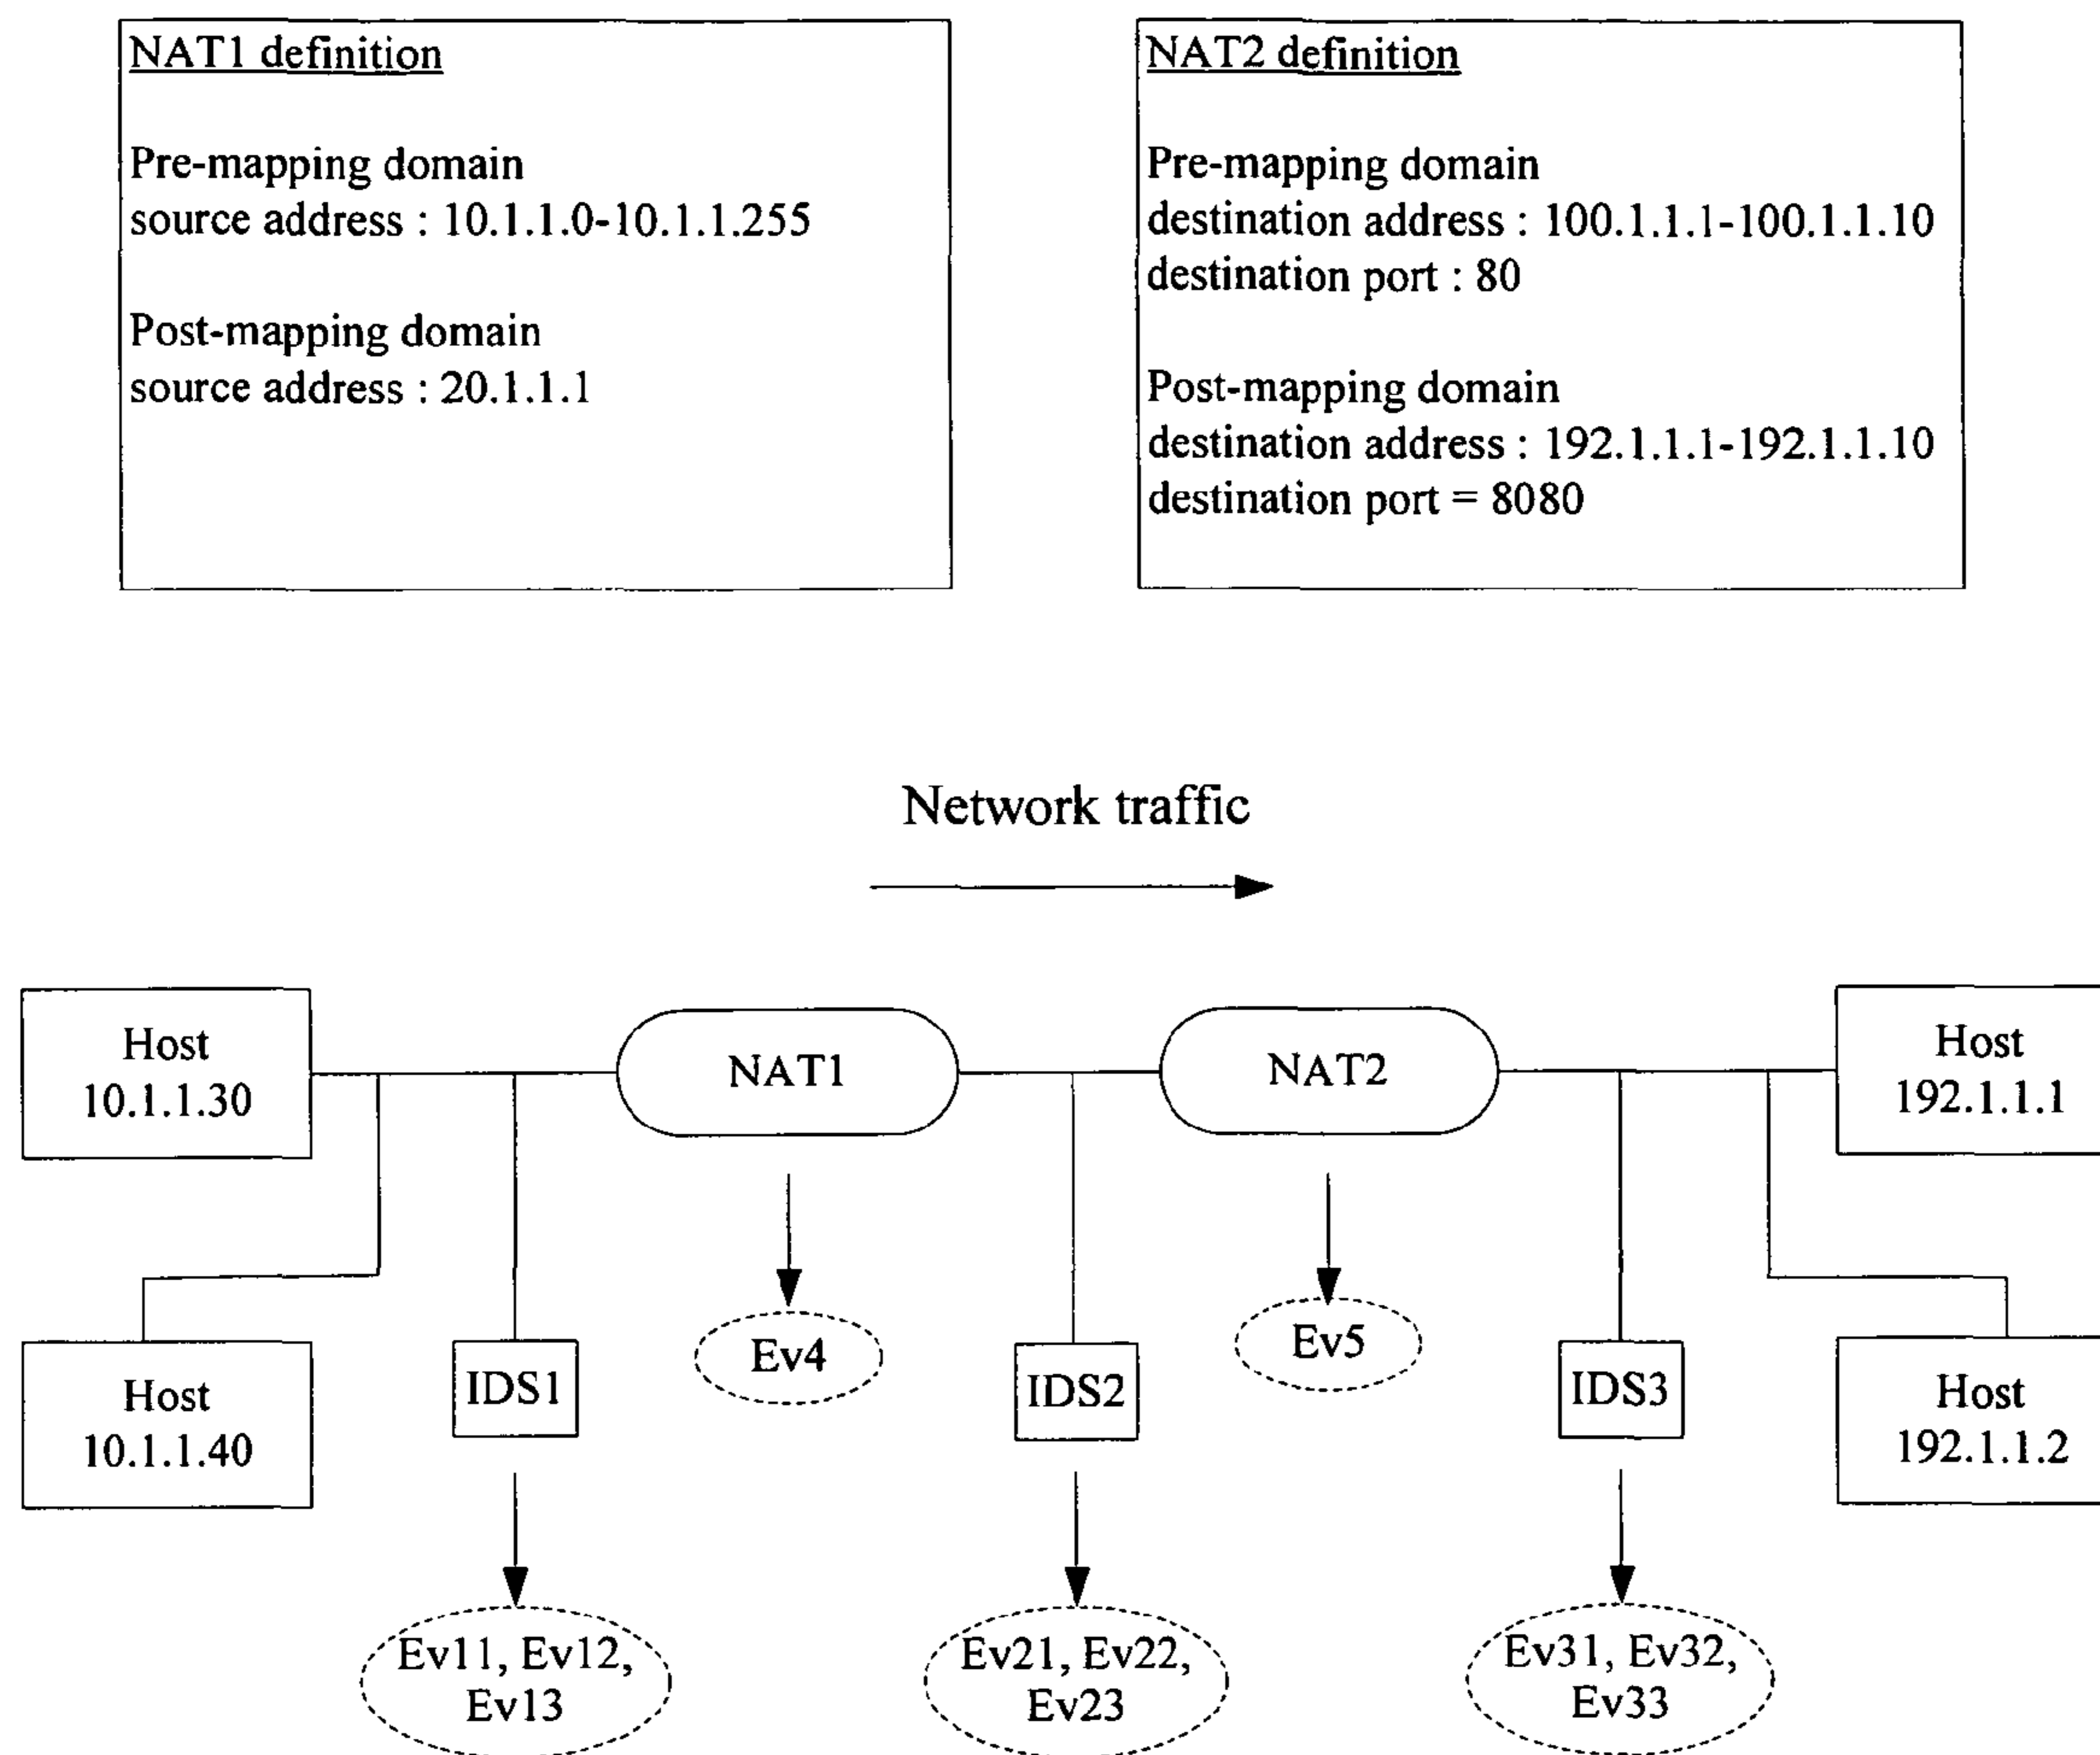 NAT1 definition
Pre-mapping domain
source address : 10.1.1.0-10.1.1.255
Post-mapping domain
source address : 20.1.1.1
NAT2 definition
Pre-mapping domain
destination address : 100.1.1.1-100.1.1.10
destination port : 80
Post-mapping domain
destination address : 192.1.1.1-192.1.1.10
destination port = 8080
Network traffic
Host
10.1.1.30
NAT1
NAT2
Host
192.1.1.1
Host
10.1.1.40
IDS1
Ev4
IDS2
Ev5
IDS3
Host
192.1.1.2
Ev11, Ev12,
Ev13
Ev21, Ev22,
Ev23
Ev31, Ev32,
Ev33